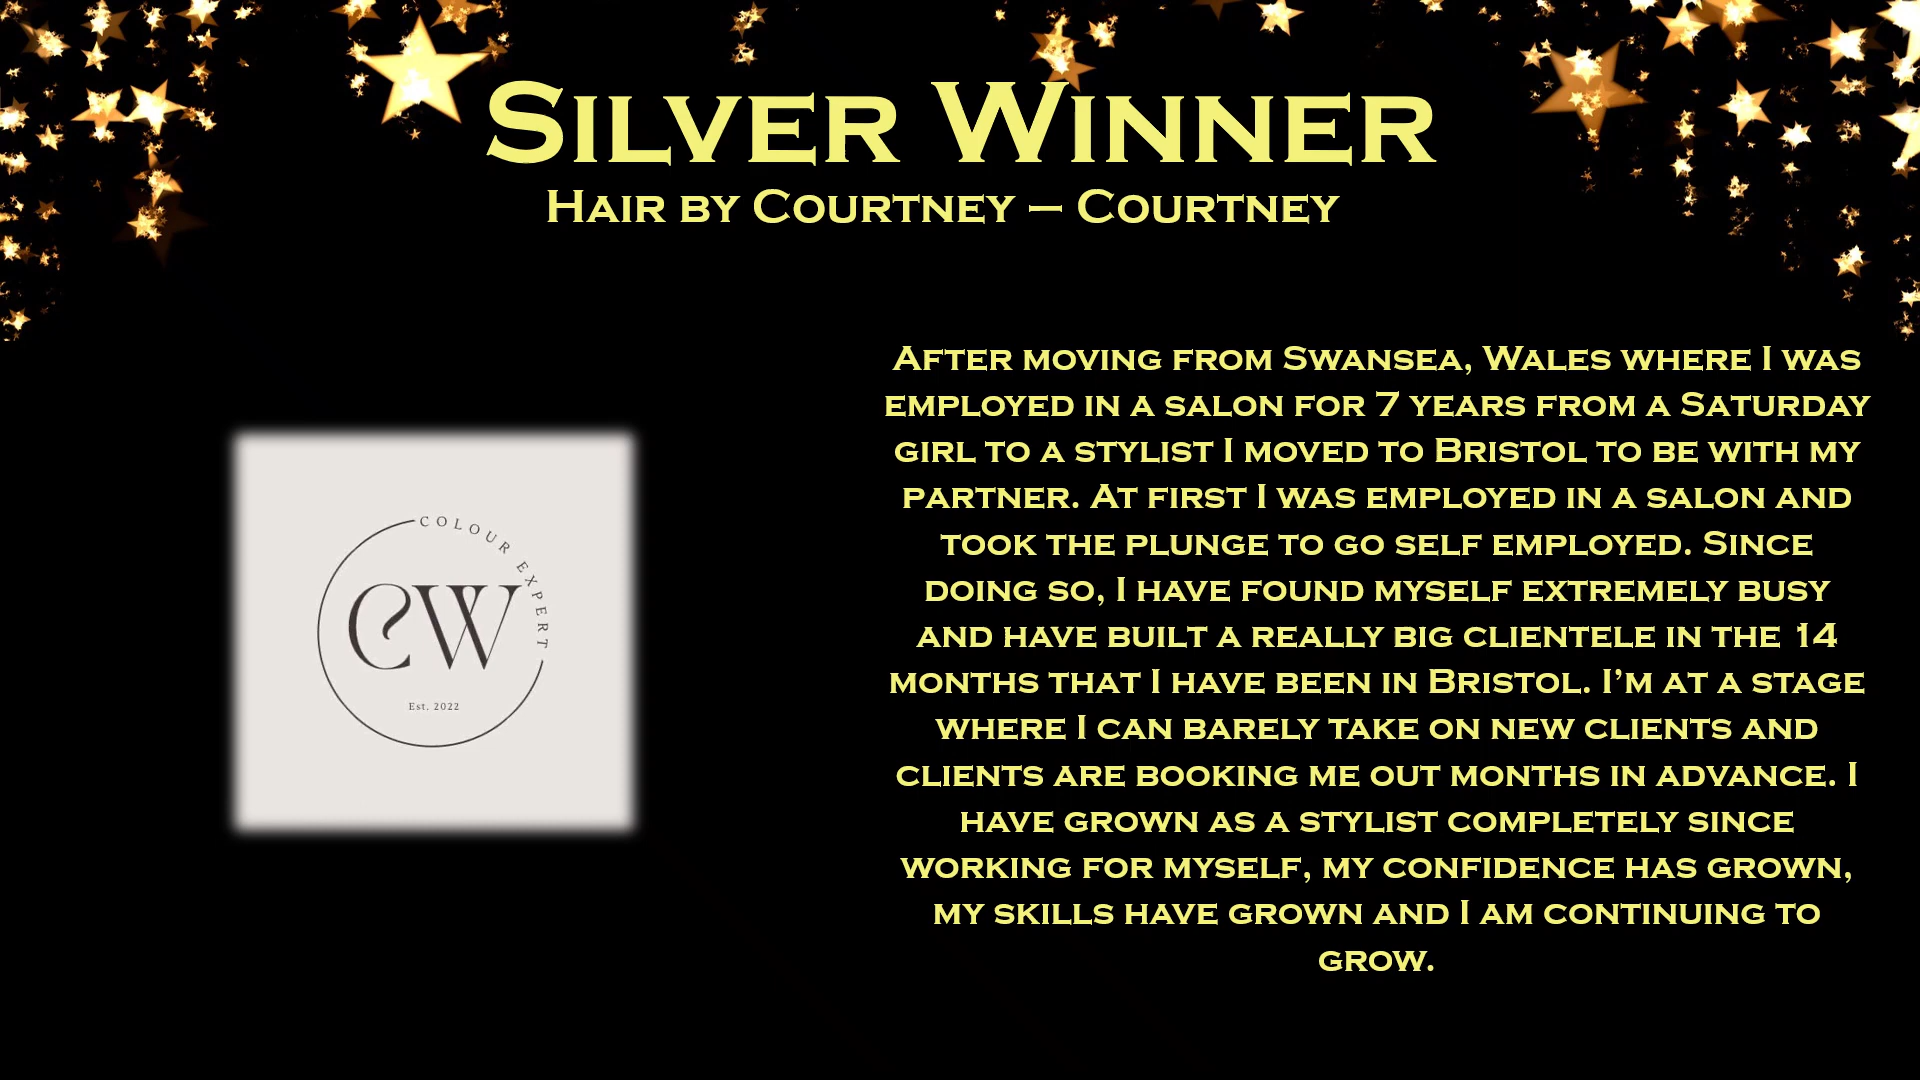 Silver Winner
Hair by Courtney – Courtney
After moving from Swansea, Wales where I was
employed in a salon for 7 years from a Saturday
girl to a stylist I moved to Bristol to be with my
partner. At first I was employed in a salon and
took the plunge to go self employed. Since
doing so, I have found myself extremely busy
and have built a really big clientele in the 14
months that I have been in Bristol. I’m at a stage
where I can barely take on new clients and
clients are booking me out months in advance. I
have grown as a stylist completely since
working for myself, my confidence has grown,
my skills have grown and I am continuing to
grow.
COLOUR EXPERT
CW
Est. 2022